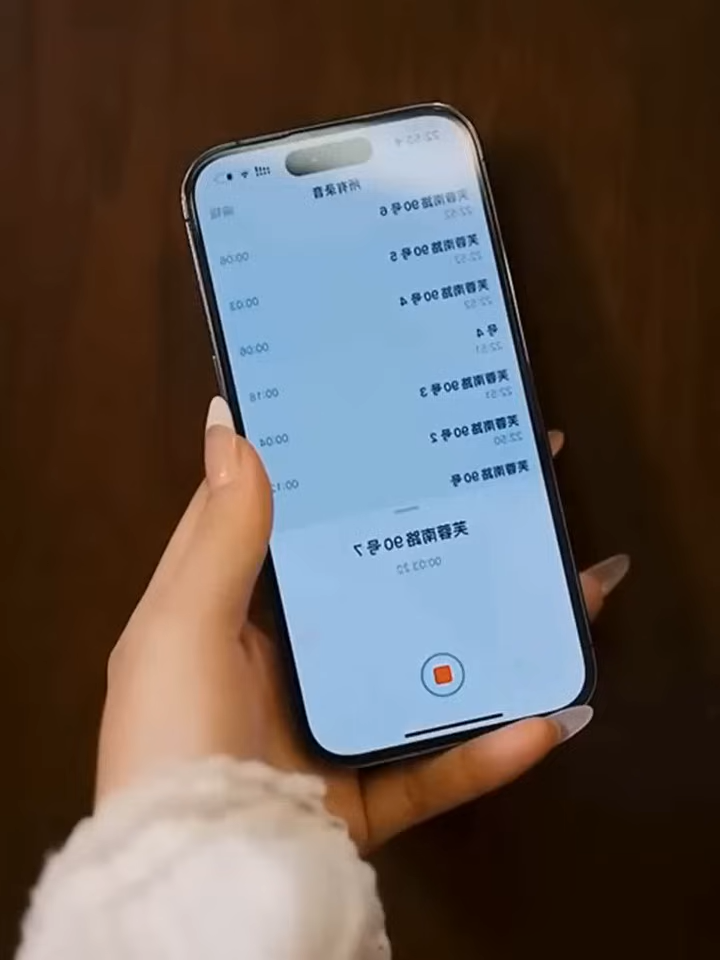 22:53
所有录音
编辑
芙蓉南路90号 6
22:52 00:06
芙蓉南路90号 5
22:52 00:03
芙蓉南路90号 4
22:52 00:06
号 4
22:51 00:18
芙蓉南路90号 3
22:51 00:04
芙蓉南路90号 2
22:50
芙蓉南路90号
芙蓉南路90号 7